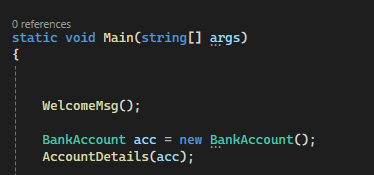 0 references
static void Main(string[] args)
{
WelcomeMsg();
BankAccount acc = new BankAccount();
AccountDetails(acc);